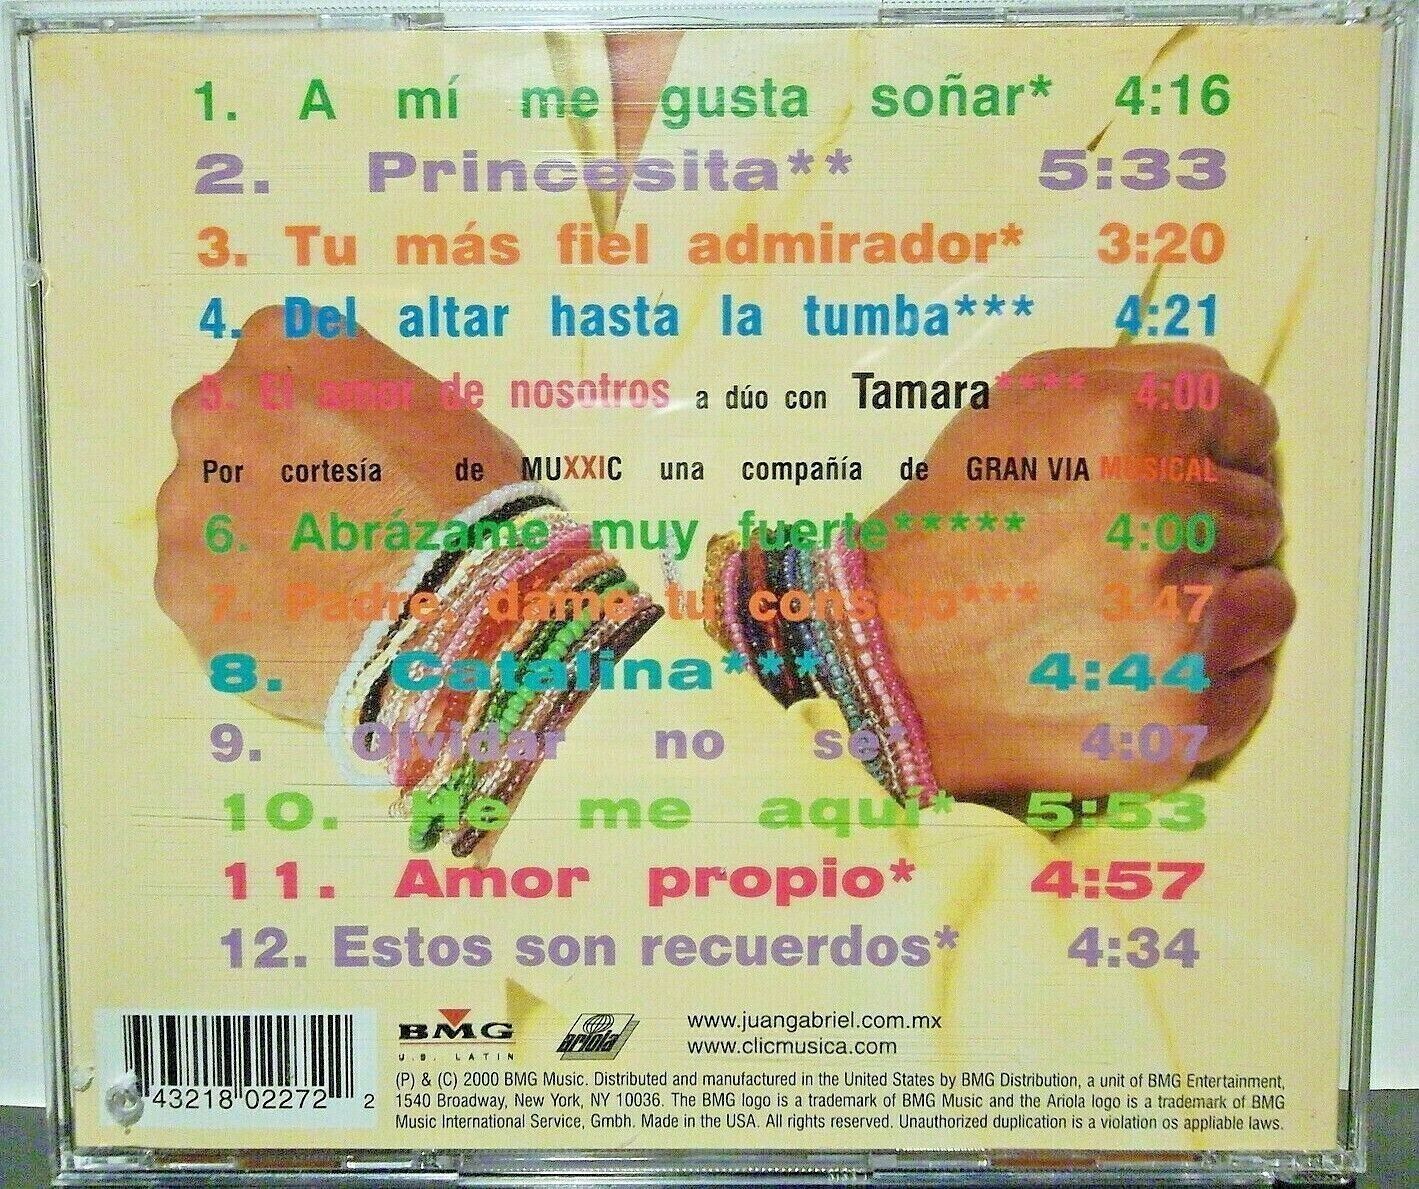 1. A mí me gusta soñar* 4:16
2. Princesita** 5:33
3. Tu más fiel admirador* 3:20
4. Del altar hasta la tumba*** 4:21
5. El amor de nosotros a dúo con Tamara**** 4:00
Por cortesía de MUXXIC una compañía de GRAN VIA MUSICAL
6. Abrázame muy fuerte***** 4:00
7. Padre, dáme tu consejo*** 3:47
8. Catalina*** 4:44
9. Olvidar no sé* 4:07
10. He me aquí* 5:53
11. Amor propio* 4:57
12. Estos son recuerdos* 4:34
BMG
U.S. LATIN
ariola
www.juangabriel.com.mx
www.clicmusica.com
(P) & (C) 2000 BMG Music. Distributed and manufactured in the United States by BMG Distribution, a unit of BMG Entertainment,
1540 Broadway, New York, NY 10036. The BMG logo is a trademark of BMG Music and the Ariola logo is a trademark of BMG
Music International Service, Gmbh. Made in the USA. All rights reserved. Unauthorized duplication is a violation os appliable laws.
43218 02272 2